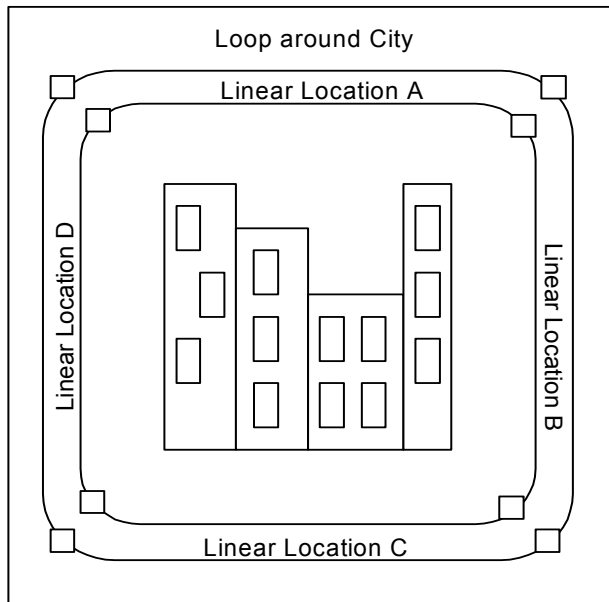 Loop around City
Linear Location A
Linear Location D
Linear Location B
Linear Location C